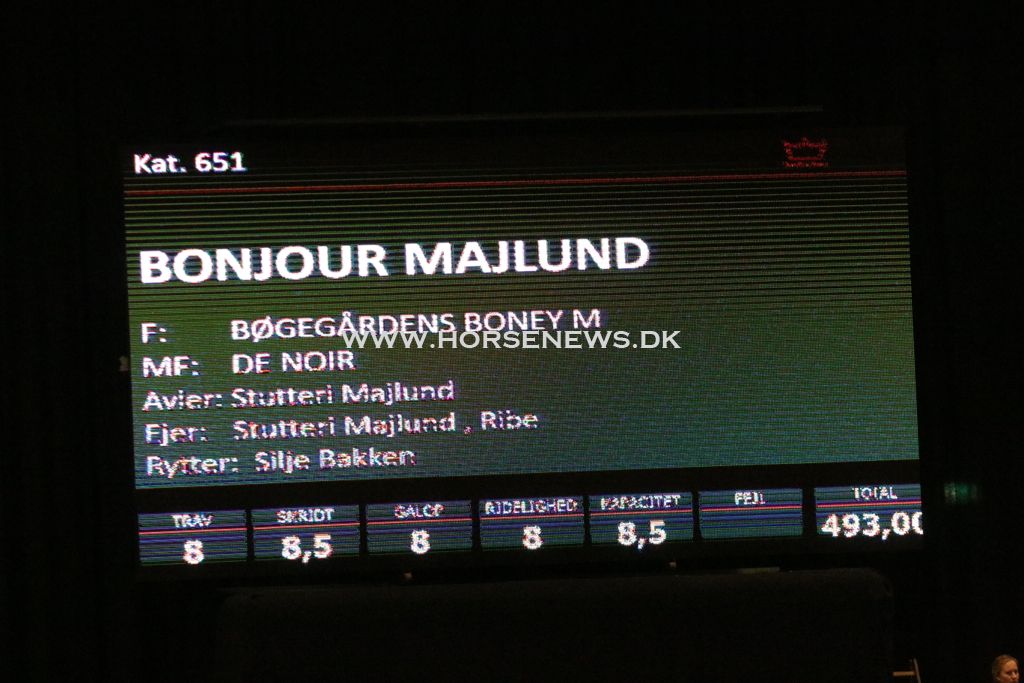 Kat. 651
BONJOUR MAJLUND
F: BØGEGÅRDENS BONEY M
WWW.HORSENEWS.DK
MF: DE NOIR
Avler: Stutteri Majlund
Ejer: Stutteri Majlund , Ribe
Rytter: Silje Bakken
TRAV SKRIDT GALOP RIDELIGHED KAPACITET FEJL TOTAL
8 8,5 8 8 8,5 493,00